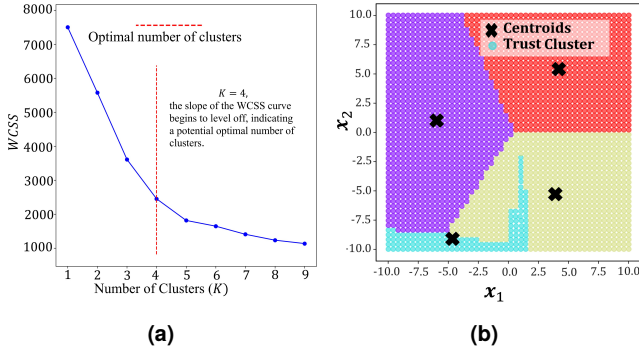 8000
7000
6000
5000
4000
3000
2000
1000
WCSS
Optimal number of clusters
K = 4,
the slope of the WCSS curve
begins to level off, indicating
a potential optimal number of
clusters.
1 2 3 4 5 6 7 8 9
Number of Clusters (K)
(a)
10.0
7.5
5.0
2.5
0.0
-2.5
-5.0
-7.5
-10.0
x2
Centroids
Trust Cluster
-10.0 -7.5 -5.0 -2.5 0.0 2.5 5.0 7.5 10.0
x1
(b)